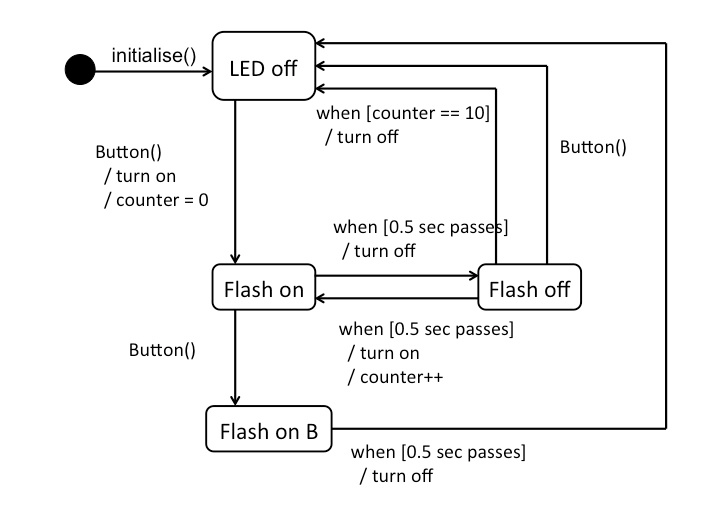 initialise()
LED off
when [counter == 10]
/ turn off
Button()
Button()
/ turn on
/ counter = 0
when [0.5 sec passes]
/ turn off
Flash on
Flash off
when [0.5 sec passes]
/ turn on
/ counter++
Button()
Flash on B
when [0.5 sec passes]
/ turn off